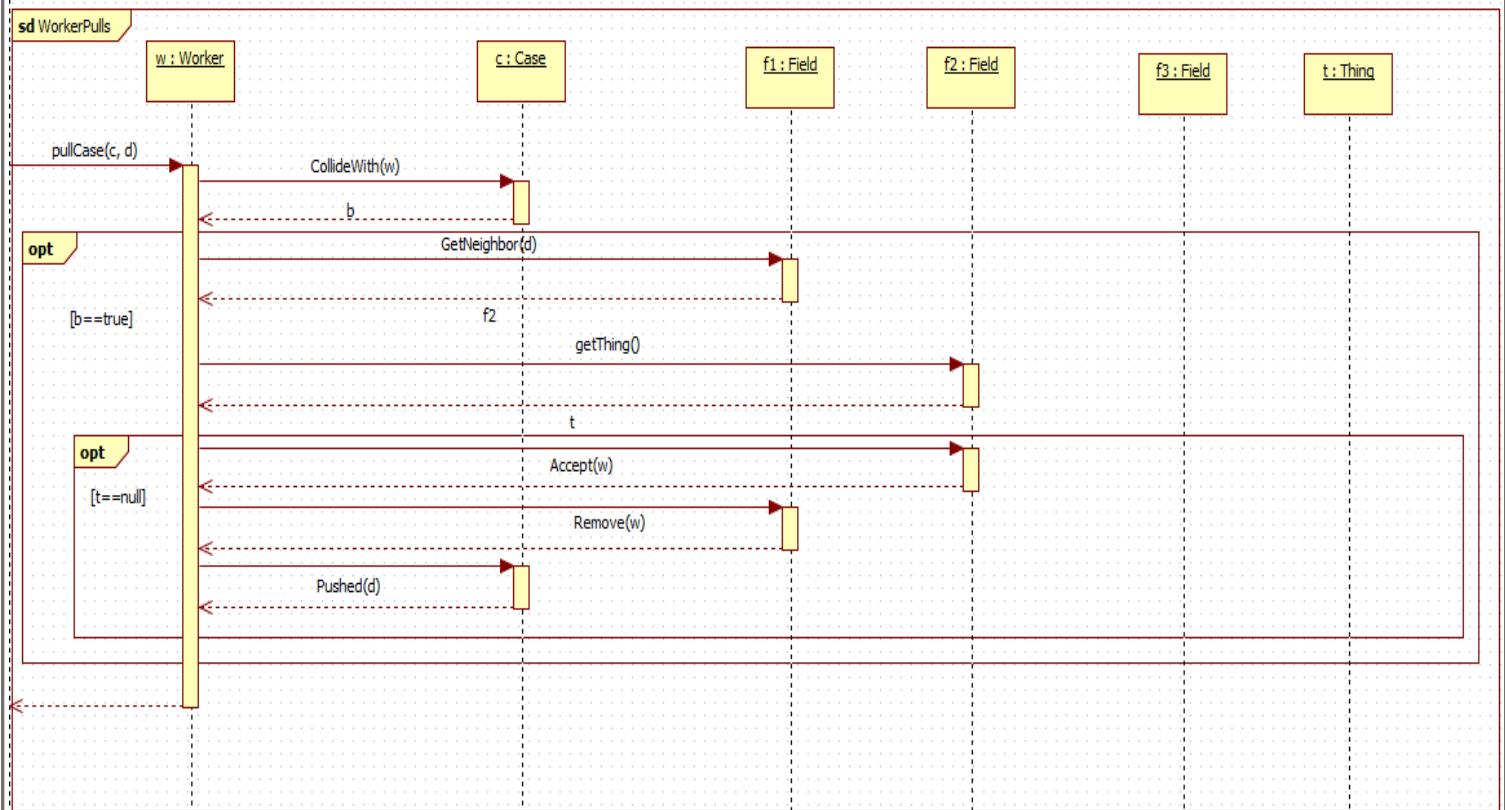 sd WorkerPulls
w : Worker
c : Case
f1 : Field
f2 : Field
f3 : Field
t : Thing
pullCase(c, d)
CollideWith(w)
b
opt
GetNeighbor(d)
[b==true]
f2
getThing()
t
opt
Accept(w)
[t==null]
Remove(w)
Pushed(d)